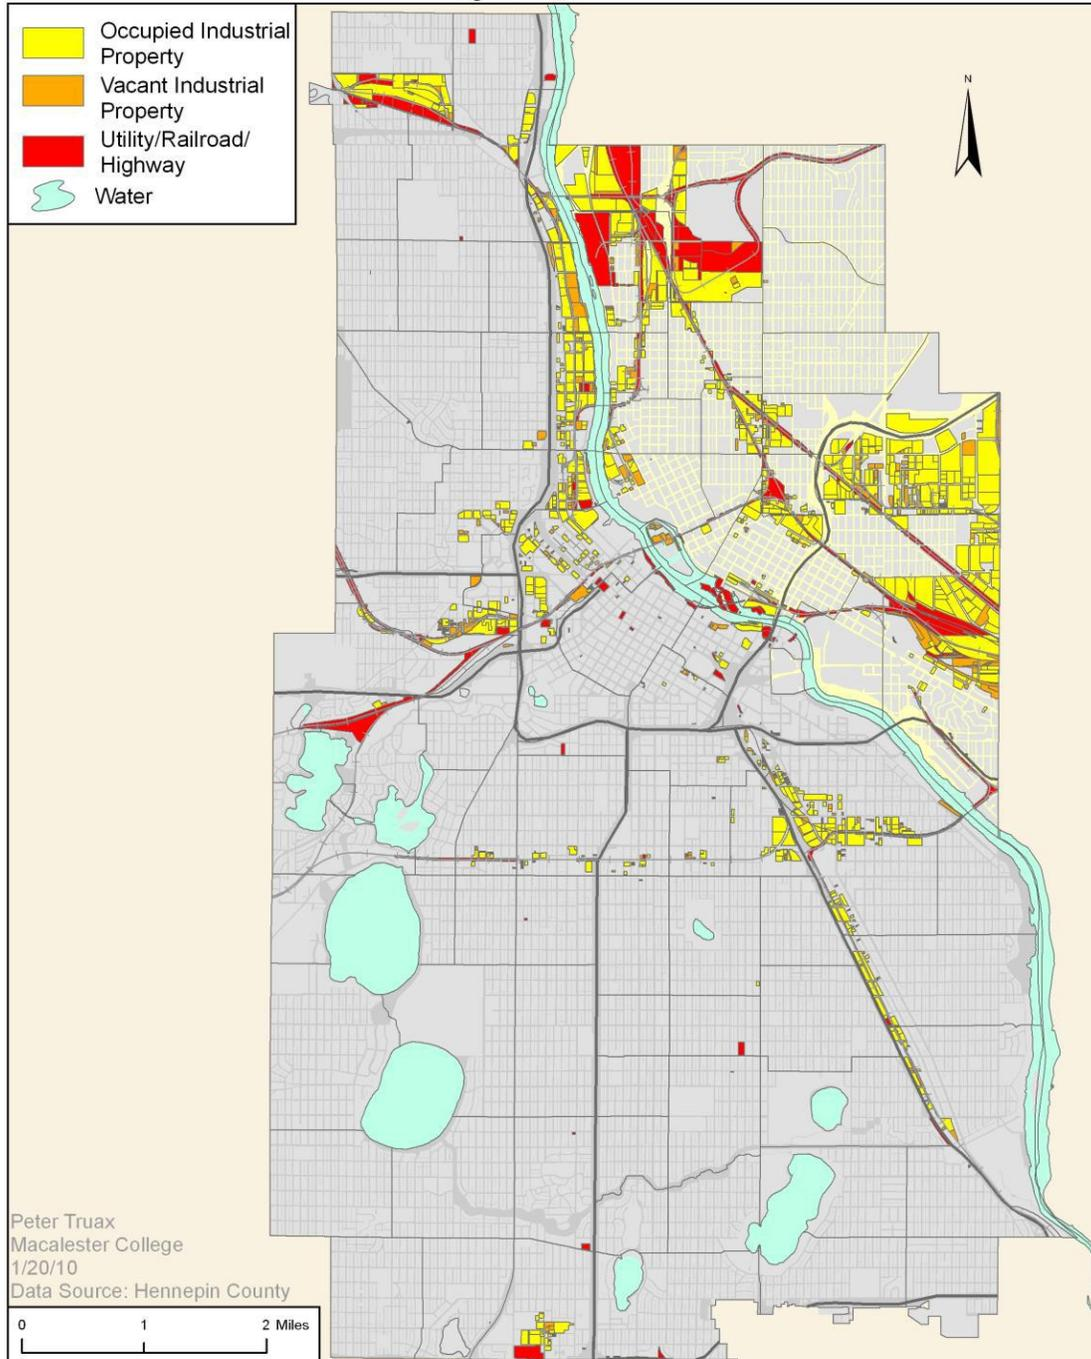 Occupied Industrial
Property
Vacant Industrial
Property
Utility/Railroad/
Highway
Water
N
Peter Truax
Macalester College
1/20/10
Data Source: Hennepin County
0 1 2 Miles